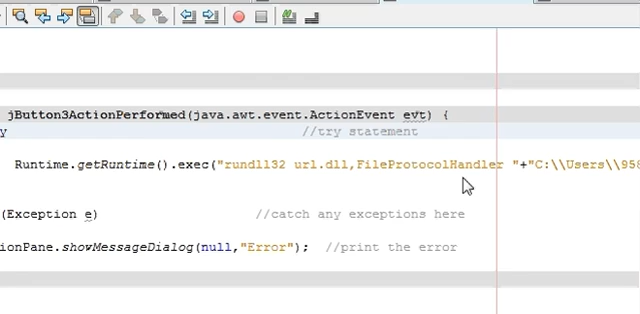 jButton3ActionPerformed(java.awt.event.ActionEvent evt) {
y //try statement
Runtime.getRuntime().exec("rundll32 url.dll,FileProtocolHandler "+"C:\\Users\\958
(Exception e) //catch any exceptions here
ionPane.showMessageDialog(null,"Error"); //print the error